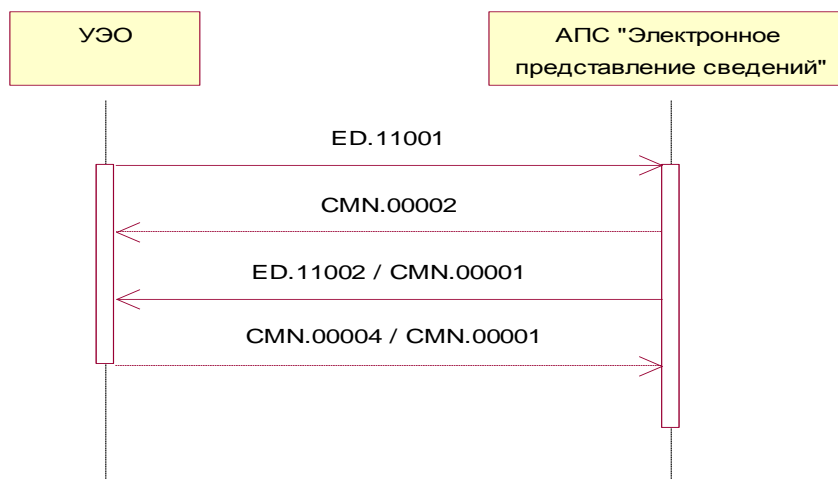 УЭО
АПС "Электронное
представление сведений"
ED.11001
CMN.00002
ED.11002 / CMN.00001
CMN.00004 / CMN.00001